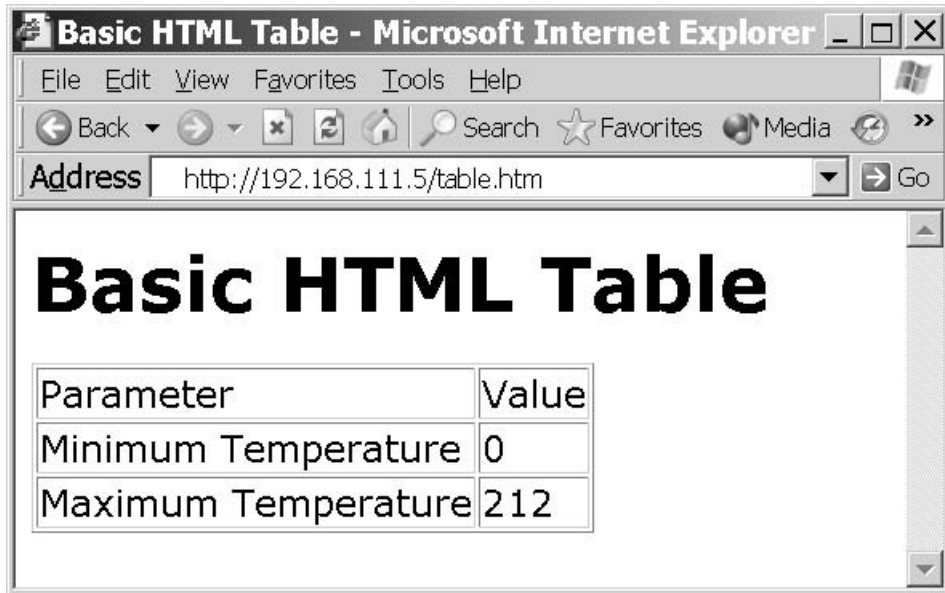 Basic HTML Table - Microsoft Internet Explorer
File Edit View Favorites Tools Help
Back Search Favorites Media »
Address http://192.168.111.5/table.htm Go
Basic HTML Table
Parameter Value
Minimum Temperature 0
Maximum Temperature 212